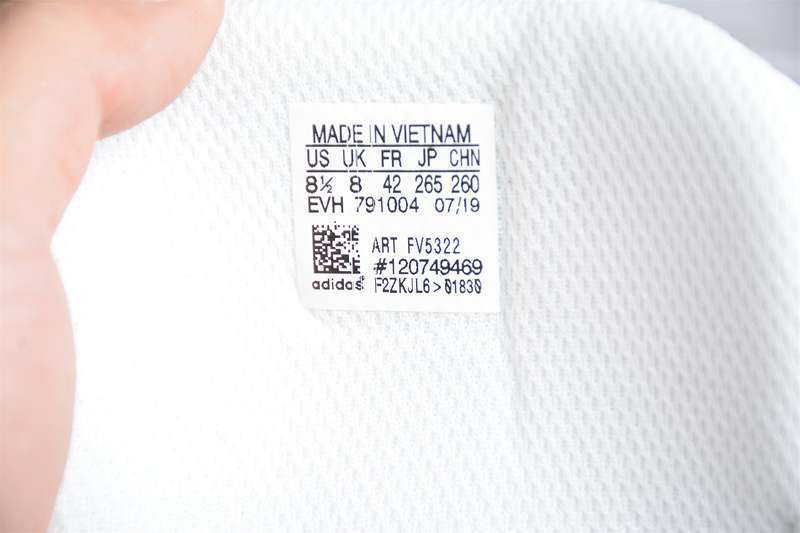 MADE IN VIETNAM
US UK FR JP CHN
8½ 8 42 265 260
EVH 791004 07/19
ART FV5322
#120749469
adidas F2ZKJL6>01830